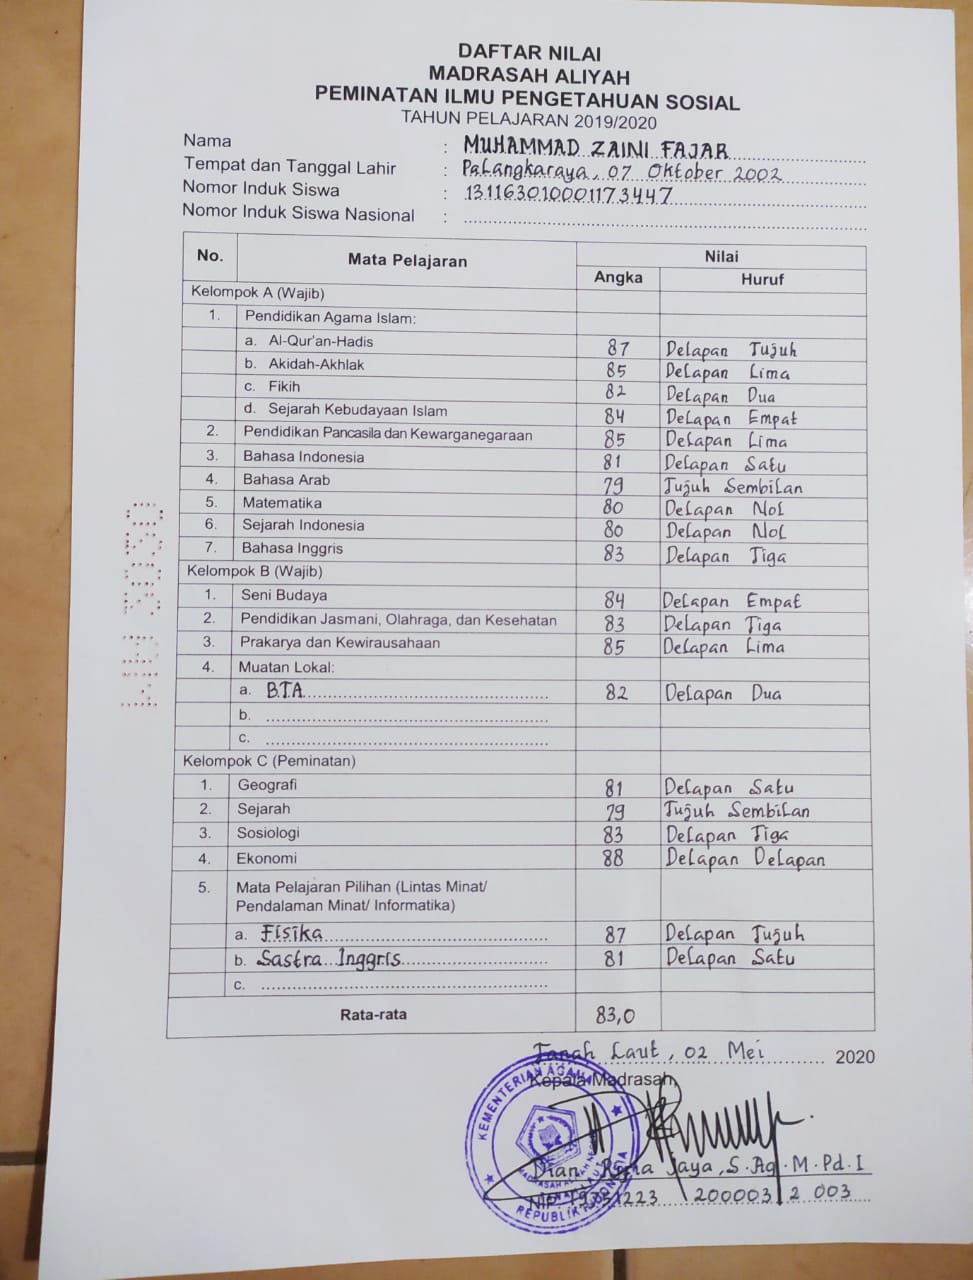 DAFTAR NILAI
MADRASAH ALIYAH
PEMINATAN ILMU PENGETAHUAN SOSIAL
TAHUN PELAJARAN 2019/2020
Nama : MUHAMMAD ZAINI FAJAR
Tempat dan Tanggal Lahir : Palangkaraya, 07 Oktober 2002
Nomor Induk Siswa : 131163010001173447
Nomor Induk Siswa Nasional :
No. Mata Pelajaran Nilai
Angka Huruf
Kelompok A (Wajib)
1. Pendidikan Agama Islam:
a. Al-Qur'an-Hadis 87 Delapan Tujuh
b. Akidah-Akhlak 85 Delapan Lima
c. Fikih 82 Delapan Dua
d. Sejarah Kebudayaan Islam 84 Delapan Empat
2. Pendidikan Pancasila dan Kewarganegaraan 85 Delapan Lima
3. Bahasa Indonesia 81 Delapan Satu
4. Bahasa Arab 79 Tujuh Sembilan
5. Matematika 80 Delapan Nol
6. Sejarah Indonesia 80 Delapan Nol
7. Bahasa Inggris 83 Delapan Tiga
Kelompok B (Wajib)
1. Seni Budaya 84 Delapan Empat
2. Pendidikan Jasmani, Olahraga, dan Kesehatan 83 Delapan Tiga
3. Prakarya dan Kewirausahaan 85 Delapan Lima
4. Muatan Lokal:
a. BTA 82 Delapan Dua
b.
c.
Kelompok C (Peminatan)
1. Geografi 81 Delapan Satu
2. Sejarah 79 Tujuh Sembilan
3. Sosiologi 83 Delapan Tiga
4. Ekonomi 88 Delapan Delapan
5. Mata Pelajaran Pilihan (Lintas Minat/
Pendalaman Minat/ Informatika)
a. Fisika 87 Delapan Tujuh
b. Sastra Inggris 81 Delapan Satu
c.
Rata-rata 83,0
Tanah Laut, 02 Mei 2020
Kepala Madrasah,
KEMENTERIAN AGAMA
REPUBLIK INDONESIA
Dian Jaya, S.Ag. M.Pd.I
NIP. 200003 2 003